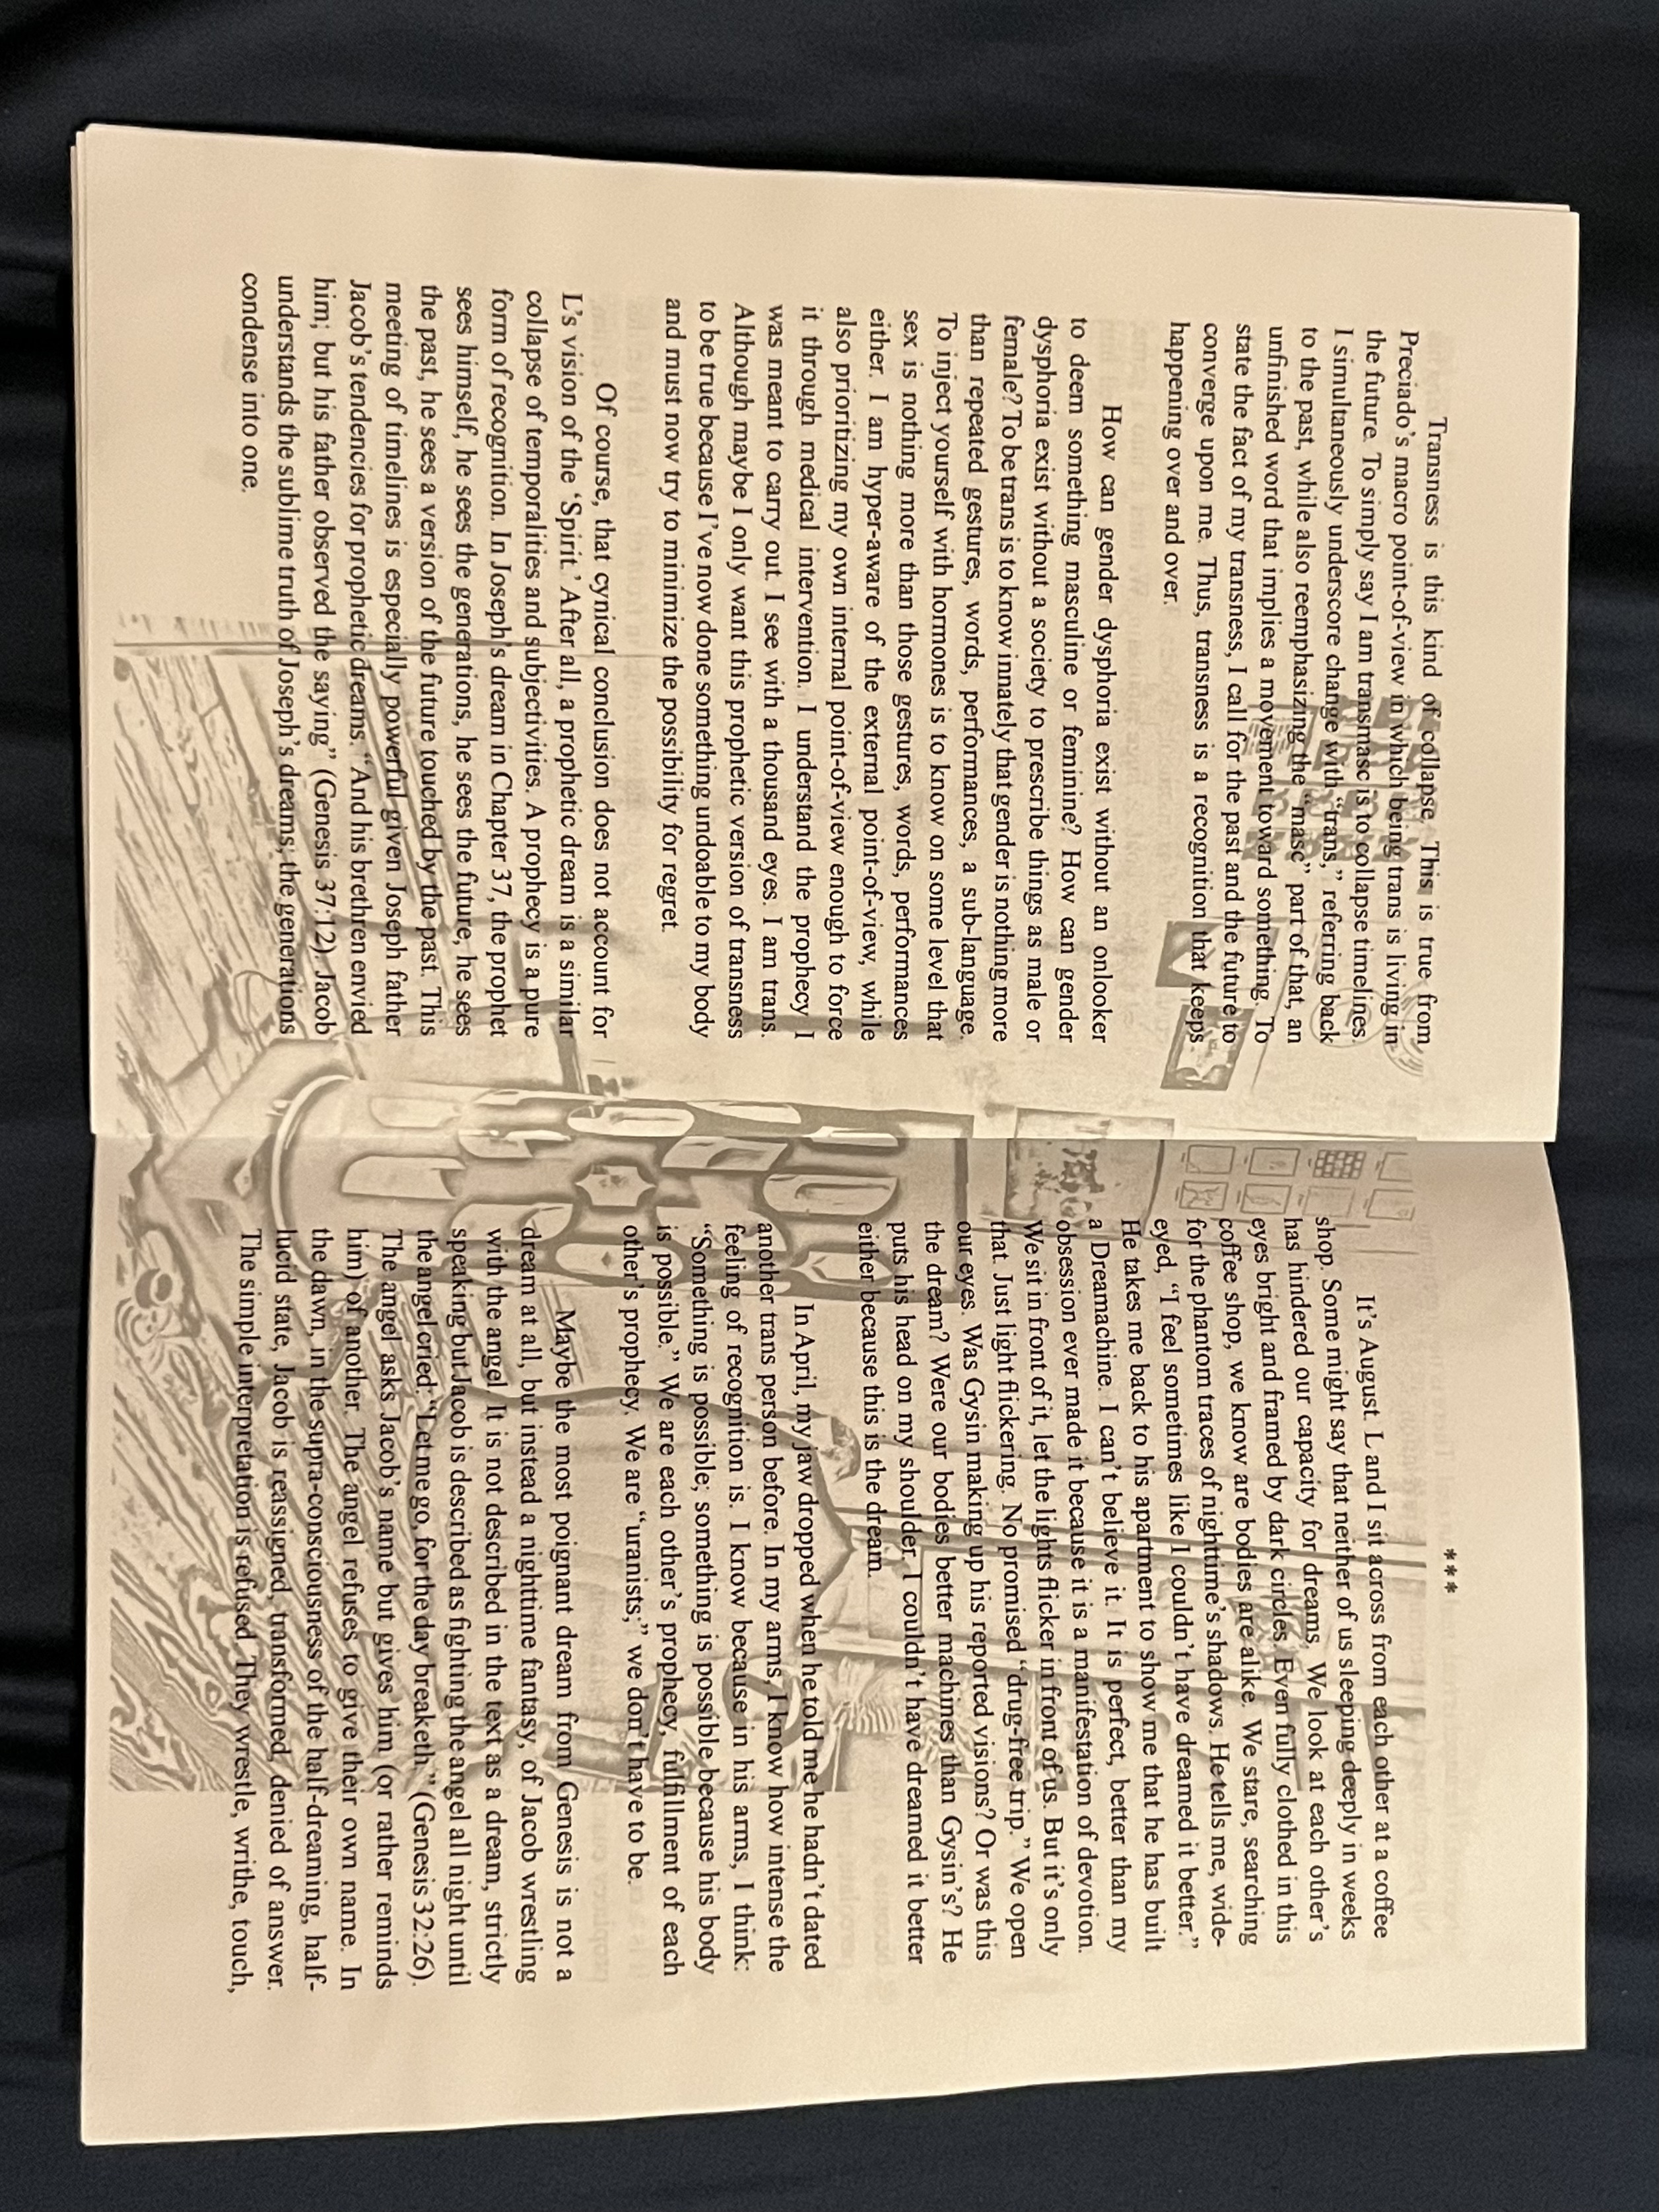 Transness is this kind of collapse. This is true from
Preciado's macro point-of-view in which being trans is living in
the future. To simply say I am transmasc is to collapse timelines.
I simultaneously underscore change with “trans,” referring back
to the past, while also reemphasizing the “masc” part of that, an
unfinished word that implies a movement toward something. To
state the fact of my transness, I call for the past and the future to
converge upon me. Thus, transness is a recognition that keeps
happening over and over.
How can gender dysphoria exist without an onlooker
to deem something masculine or feminine? How can gender
dysphoria exist without a society to prescribe things as male or
female? To be trans is to know innately that gender is nothing more
than repeated gestures, words, performances, a sub-language.
To inject yourself with hormones is to know on some level that
sex is nothing more than those gestures, words, performances
either. I am hyper-aware of the external point-of-view, while
also prioritizing my own internal point-of-view enough to force
it through medical intervention. I understand the prophecy I
was meant to carry out. I see with a thousand eyes. I am trans.
Although maybe I only want this prophetic version of transness
to be true because I've now done something undoable to my body
and must now try to minimize the possibility for regret.
Of course, that cynical conclusion does not account for
L's vision of the ‘Spirit.’ After all, a prophetic dream is a similar
collapse of temporalities and subjectivities. A prophecy is a pure
form of recognition. In Joseph's dream in Chapter 37, the prophet
sees himself, he sees the generations, he sees the future, he sees
the past, he sees a version of the future touched by the past. This
meeting of timelines is especially powerful given Joseph father
Jacob's tendencies for prophetic dreams. “And his brethren envied
him; but his father observed the saying” (Genesis 37:12). Jacob
understands the sublime truth of Joseph's dreams; the generations
condense into one.
***
It's August. L and I sit across from each other at a coffee
shop. Some might say that neither of us sleeping deeply in weeks
has hindered our capacity for dreams. We look at each other's
eyes bright and framed by dark circles. Even fully clothed in this
coffee shop, we know are bodies are alike. We stare, searching
for the phantom traces of nighttime's shadows. He tells me, wide-
eyed, “I feel sometimes like I couldn't have dreamed it better.”
He takes me back to his apartment to show me that he has built
a Dreamachine. I can't believe it. It is perfect, better than my
obsession ever made it because it is a manifestation of devotion.
We sit in front of it, let the lights flicker in front of us. But it's only
that. Just light flickering. No promised “drug-free trip.” We open
our eyes. Was Gysin making up his reported visions? Or was this
the dream? Were our bodies better machines than Gysin's? He
puts his head on my shoulder. I couldn't have dreamed it better
either because this is the dream.
In April, my jaw dropped when he told me he hadn't dated
another trans person before. In my arms, I know how intense the
feeling of recognition is. I know because in his arms, I think:
“Something is possible; something is possible because his body
is possible.” We are each other's prophecy, fulfillment of each
other's prophecy. We are “uranists;” we don't have to be.
Maybe the most poignant dream from Genesis is not a
dream at all, but instead a nighttime fantasy, of Jacob wrestling
with the angel. It is not described in the text as a dream, strictly
speaking but Jacob is described as fighting the angel all night until
the angel cried: “Let me go, for the day breaketh.” (Genesis 32:26).
The angel asks Jacob's name but gives him (or rather reminds
him) of another. The angel refuses to give their own name. In
the dawn, in the supra-consciousness of the half-dreaming, half-
lucid state, Jacob is reassigned, transformed, denied of answer.
The simple interpretation is refused. They wrestle, writhe, touch,